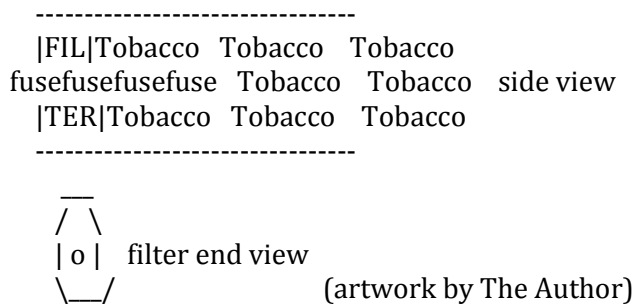 ---------------------------------
|FIL|Tobacco Tobacco Tobacco
fusefusefusefuse Tobacco Tobacco side view
|TER|Tobacco Tobacco Tobacco
---------------------------------
___
/ \
| o | filter end view
\___/ (artwork by The Author)